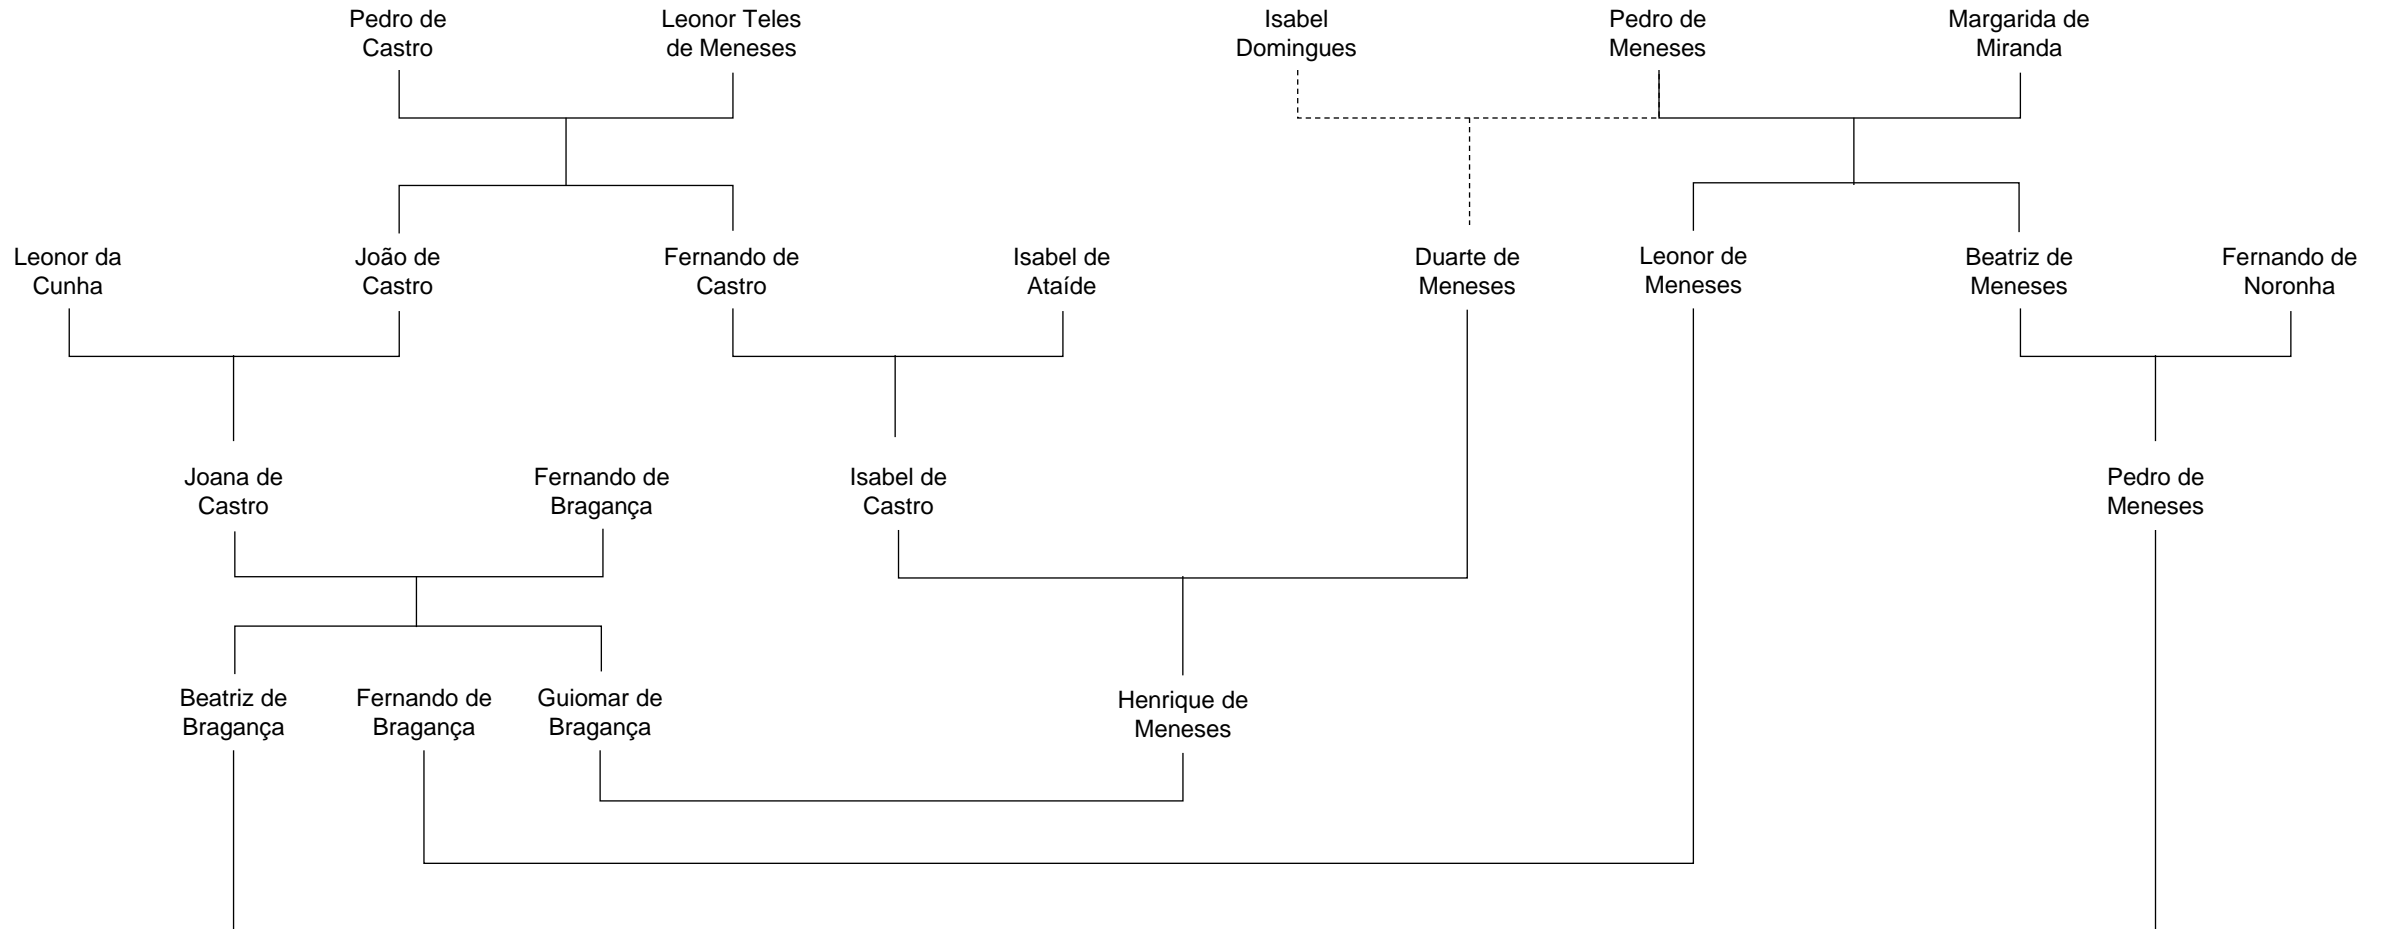 Pedro de
Castro
Leonor Teles
de Meneses
Isabel
Domingues
Pedro de
Meneses
Margarida de
Miranda
Leonor da
Cunha
João de
Castro
Fernando de
Castro
Isabel de
Ataíde
Duarte de
Meneses
Leonor de
Meneses
Beatriz de
Meneses
Fernando de
Noronha
Joana de
Castro
Fernando de
Bragança
Isabel de
Castro
Pedro de
Meneses
Beatriz de
Bragança
Fernando de
Bragança
Guiomar de
Bragança
Henrique de
Meneses